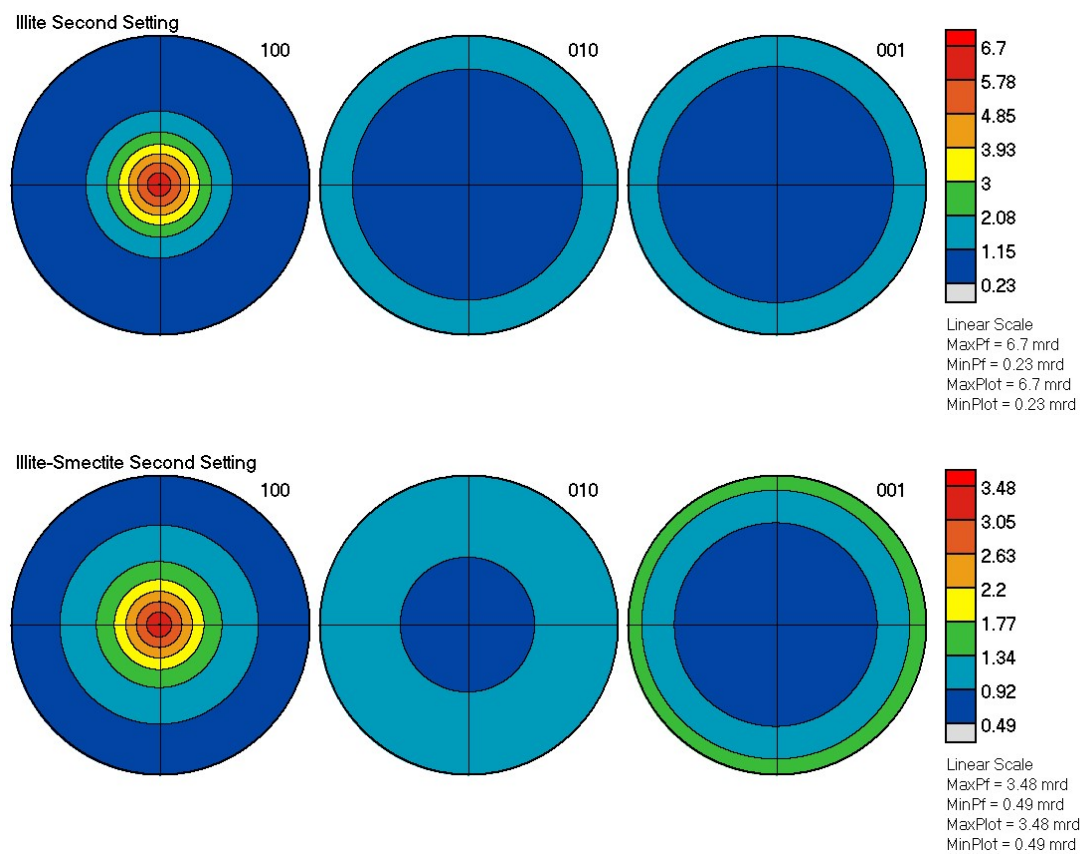 Illite Second Setting
100
010
001
6.7
5.78
4.85
3.93
3
2.08
1.15
0.23
Linear Scale
MaxPf = 6.7 mrd
MinPf = 0.23 mrd
MaxPlot = 6.7 mrd
MinPlot = 0.23 mrd
Illite-Smectite Second Setting
100
010
001
3.48
3.05
2.63
2.2
1.77
1.34
0.92
0.49
Linear Scale
MaxPf = 3.48 mrd
MinPf = 0.49 mrd
MaxPlot = 3.48 mrd
MinPlot = 0.49 mrd